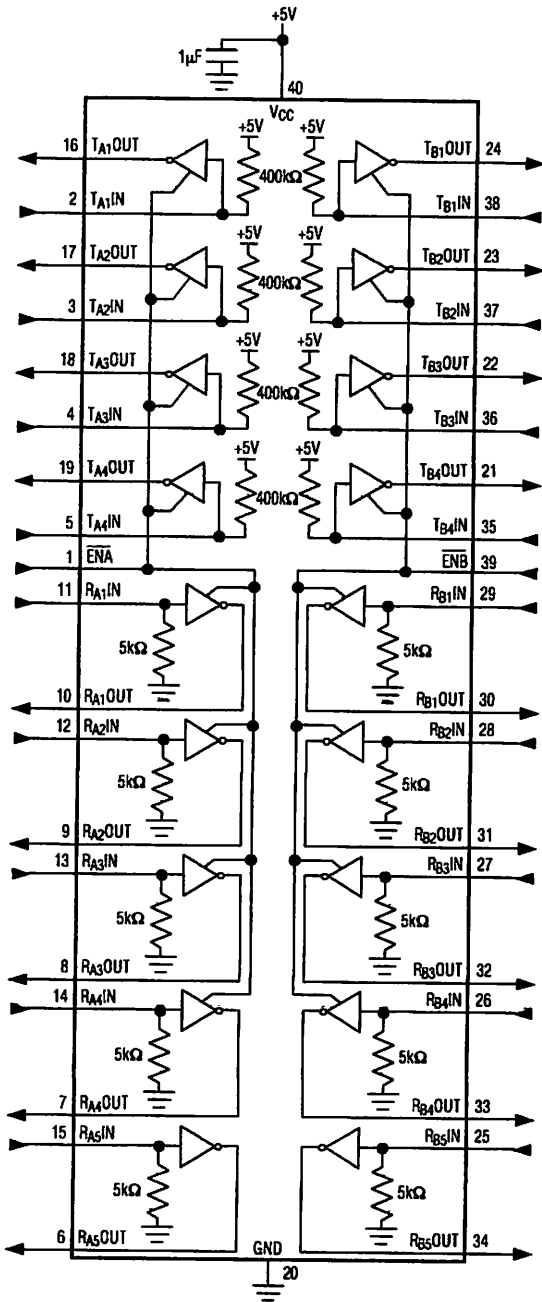 +5V
1µF
40
VCC
16 TA1OUT +5V +5V TB1OUT 24
400kΩ
2 TA1IN TB1IN 38
17 TA2OUT +5V +5V TB2OUT 23
400kΩ
3 TA2IN TB2IN 37
18 TA3OUT +5V +5V TB3OUT 22
400kΩ
4 TA3IN TB3IN 36
19 TA4OUT +5V +5V TB4OUT 21
400kΩ
5 TA4IN TB4IN 35
1 E̅N̅A̅ E̅N̅B̅ 39
11 RA1IN RB1IN 29
5kΩ 5kΩ
10 RA1OUT RB1OUT 30
12 RA2IN RB2IN 28
5kΩ 5kΩ
9 RA2OUT RB2OUT 31
13 RA3IN RB3IN 27
5kΩ 5kΩ
8 RA3OUT RB3OUT 32
14 RA4IN RB4IN 26
5kΩ 5kΩ
7 RA4OUT RB4OUT 33
15 RA5IN RB5IN 25
5kΩ 5kΩ
6 RA5OUT GND RB5OUT 34
20